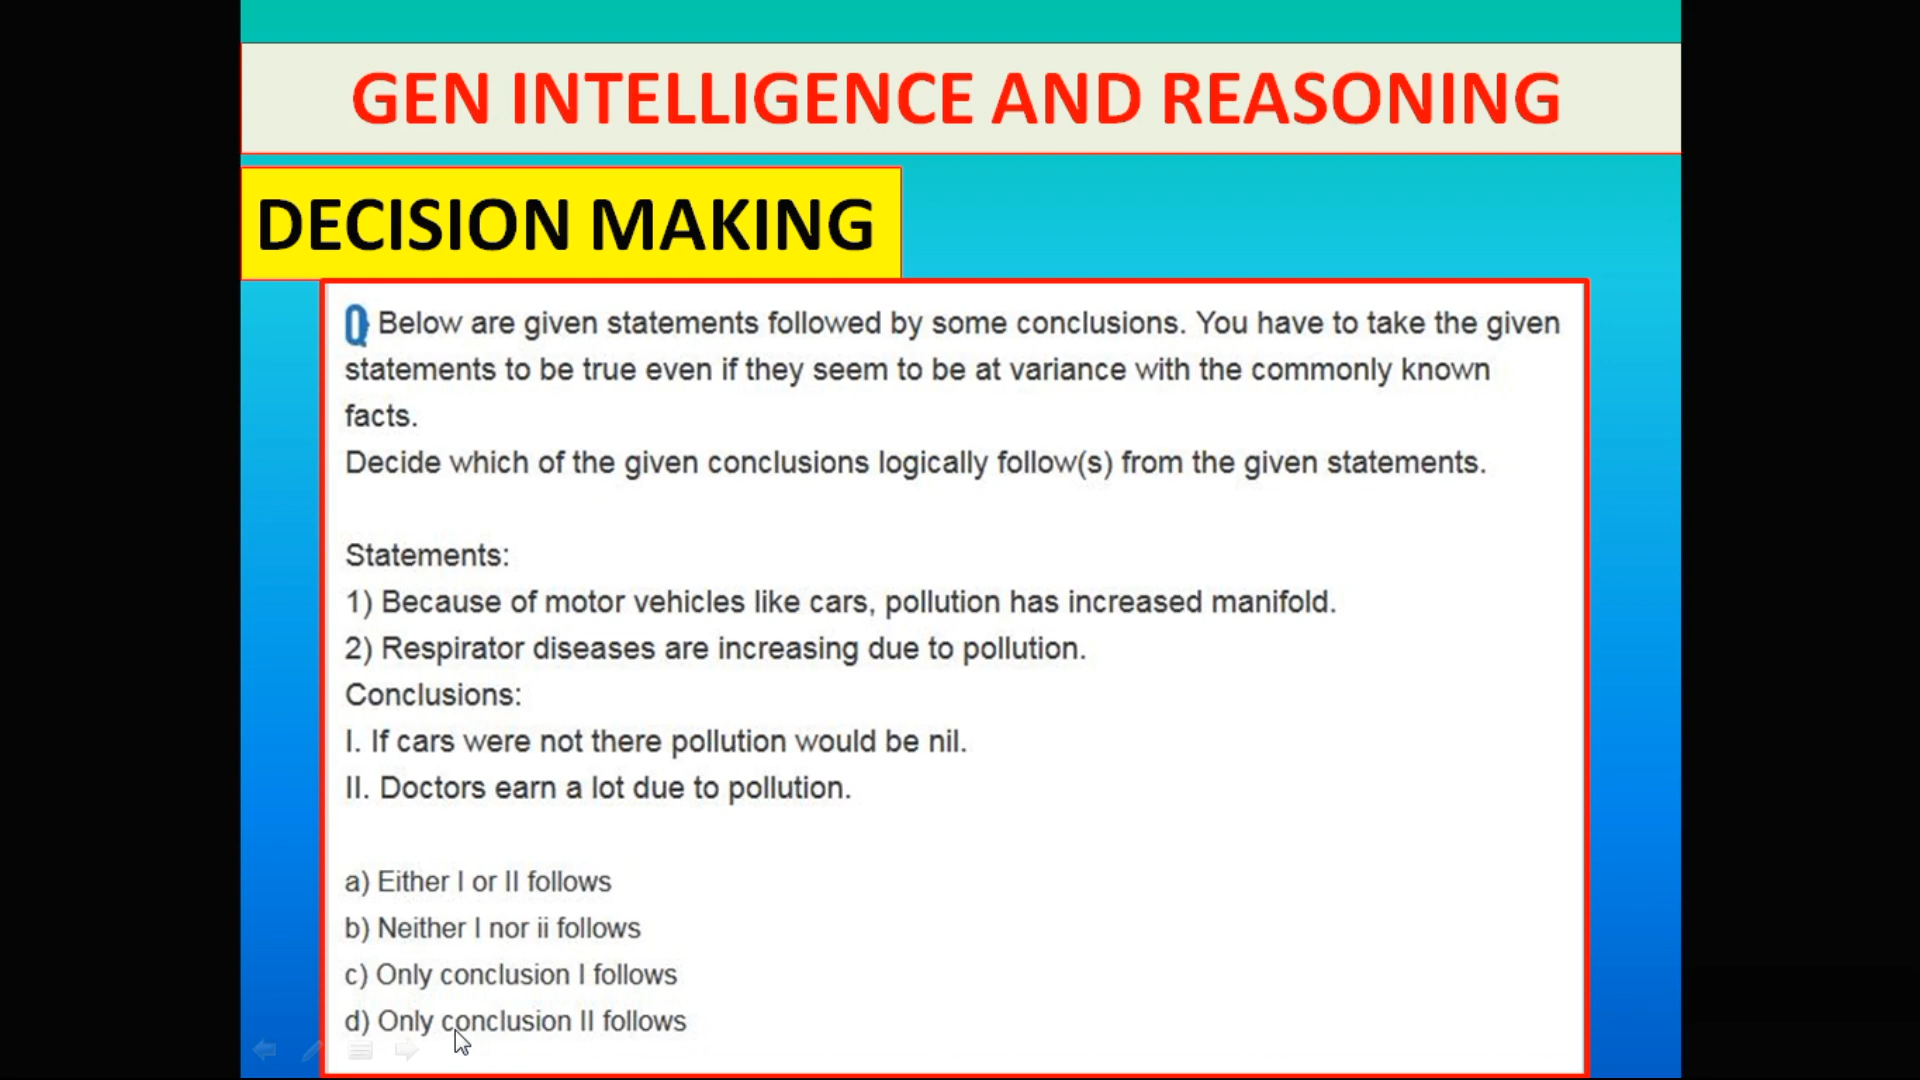 GEN INTELLIGENCE AND REASONING
DECISION MAKING
Q Below are given statements followed by some conclusions. You have to take the given
statements to be true even if they seem to be at variance with the commonly known
facts.
Decide which of the given conclusions logically follow(s) from the given statements.
Statements:
1) Because of motor vehicles like cars, pollution has increased manifold.
2) Respirator diseases are increasing due to pollution.
Conclusions:
I. If cars were not there pollution would be nil.
II. Doctors earn a lot due to pollution.
a) Either I or II follows
b) Neither I nor ii follows
c) Only conclusion I follows
d) Only conclusion II follows